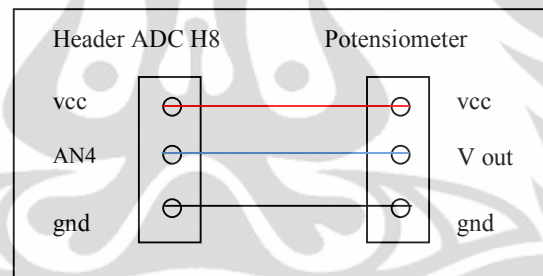 Header ADC H8 Potensiometer
vcc vcc
AN4 V out
gnd gnd